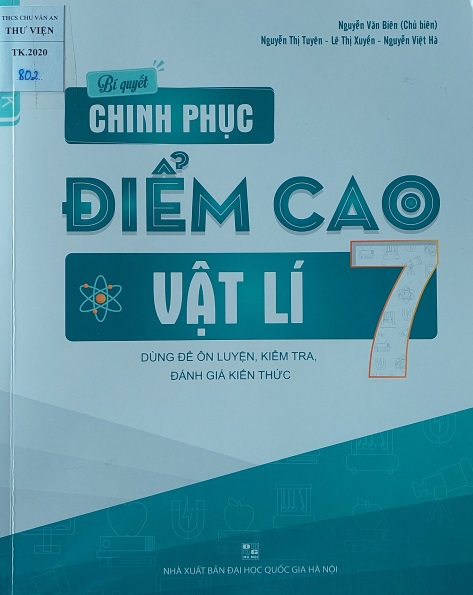 THCS CHU VĂN AN
THƯ VIỆN
TK.2020
802
Nguyễn Văn Biên (Chủ biên)
Nguyễn Thị Tuyên - Lê Thị Xuyến - Nguyễn Việt Hà
Bí quyết
CHINH PHỤC
ĐIỂM CAO
VẬT LÍ 7
DÙNG ĐỂ ÔN LUYỆN, KIỂM TRA,
ĐÁNH GIÁ KIẾN THỨC
NHÀ XUẤT BẢN ĐẠI HỌC QUỐC GIA HÀ NỘI